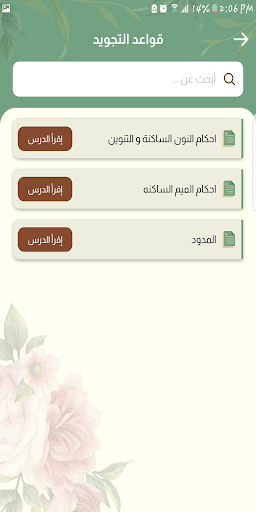 14% 2:06 PM
قواعد التجويد
أبحث عن ...
احكام النون الساكنة و التنوين
إقرأ الدرس
احكام الميم الساكنه
إقرأ الدرس
المدود
إقرأ الدرس